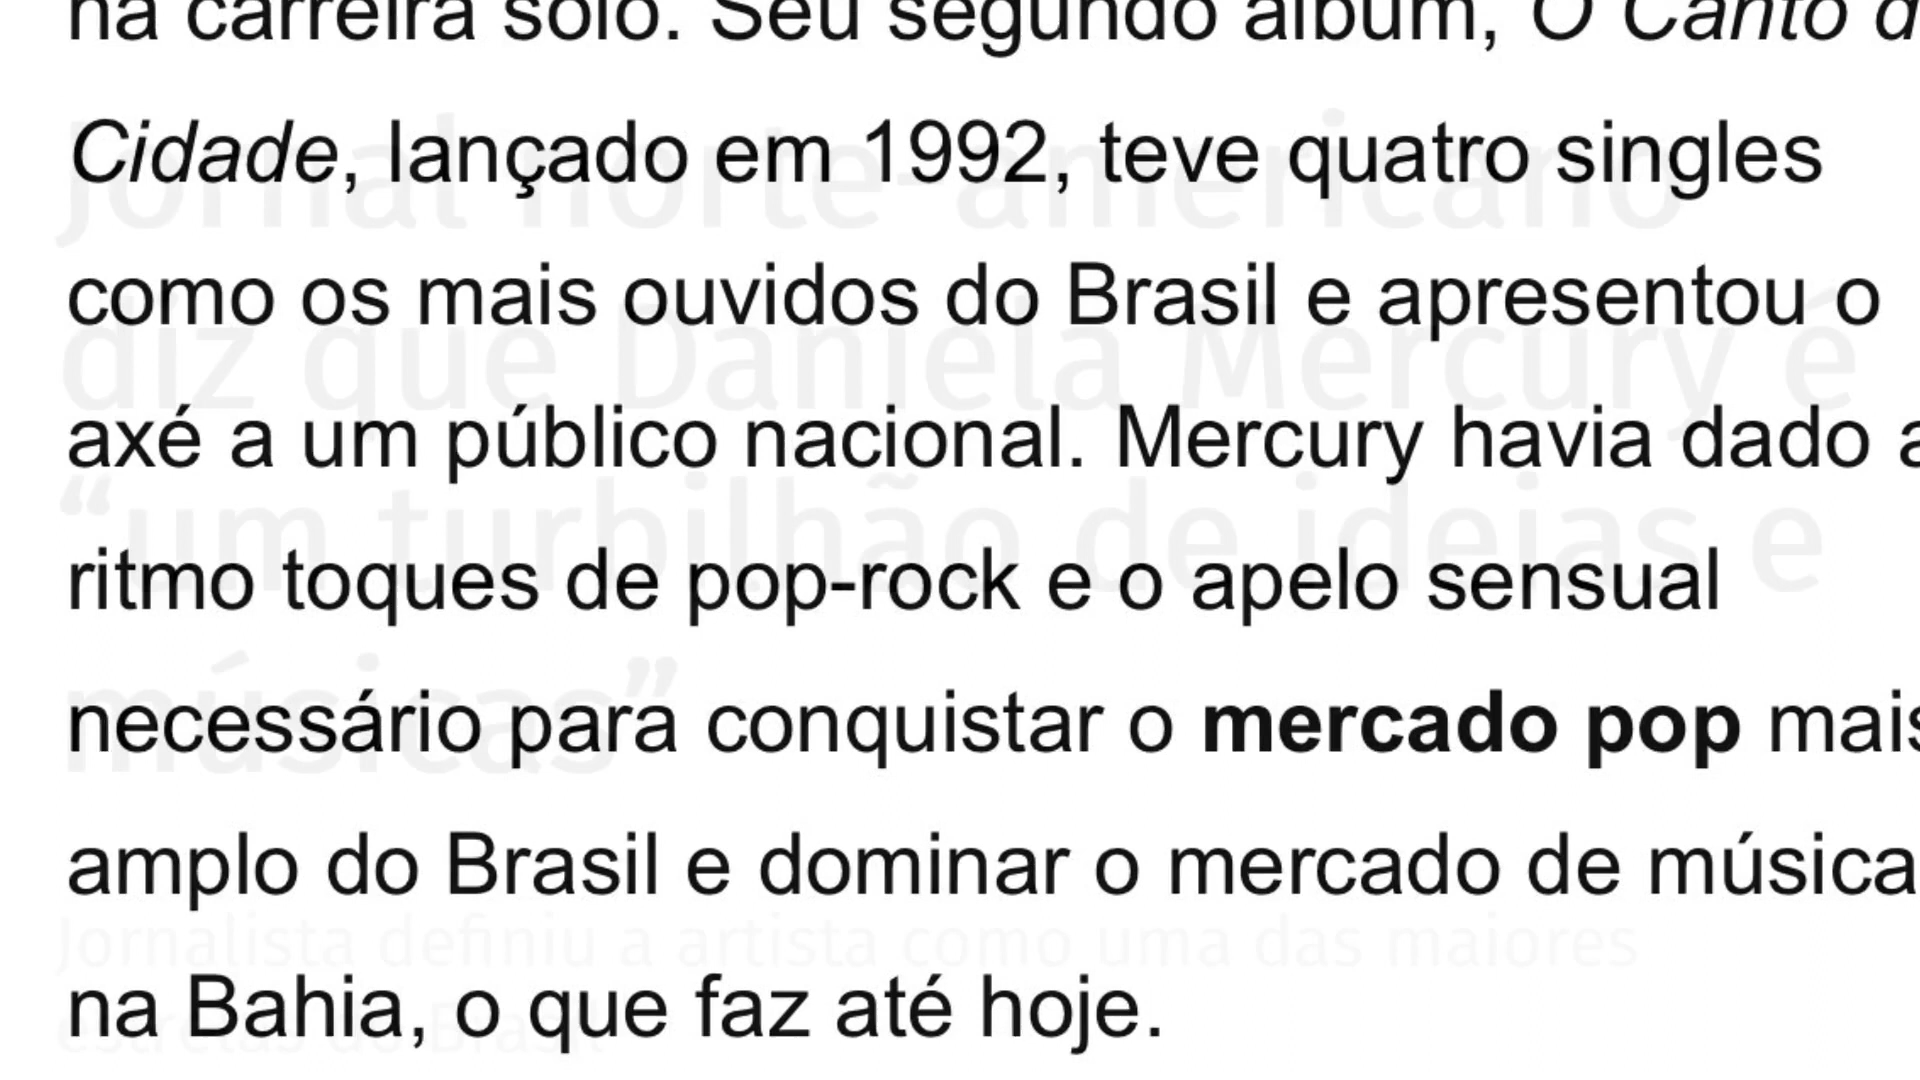 na carreira solo. Seu segundo álbum, O Canto d
Cidade, lançado em 1992, teve quatro singles
como os mais ouvidos do Brasil e apresentou o
axé a um público nacional. Mercury havia dado a
ritmo toques de pop-rock e o apelo sensual
necessário para conquistar o mercado pop mais
amplo do Brasil e dominar o mercado de música
na Bahia, o que faz até hoje.
Jornal norte-americano
diz que Daniela Mercury é
“um turbilhão de ideias e
músicas”
Jornalista definiu a artista como uma das maiores
estrelas do Brasil